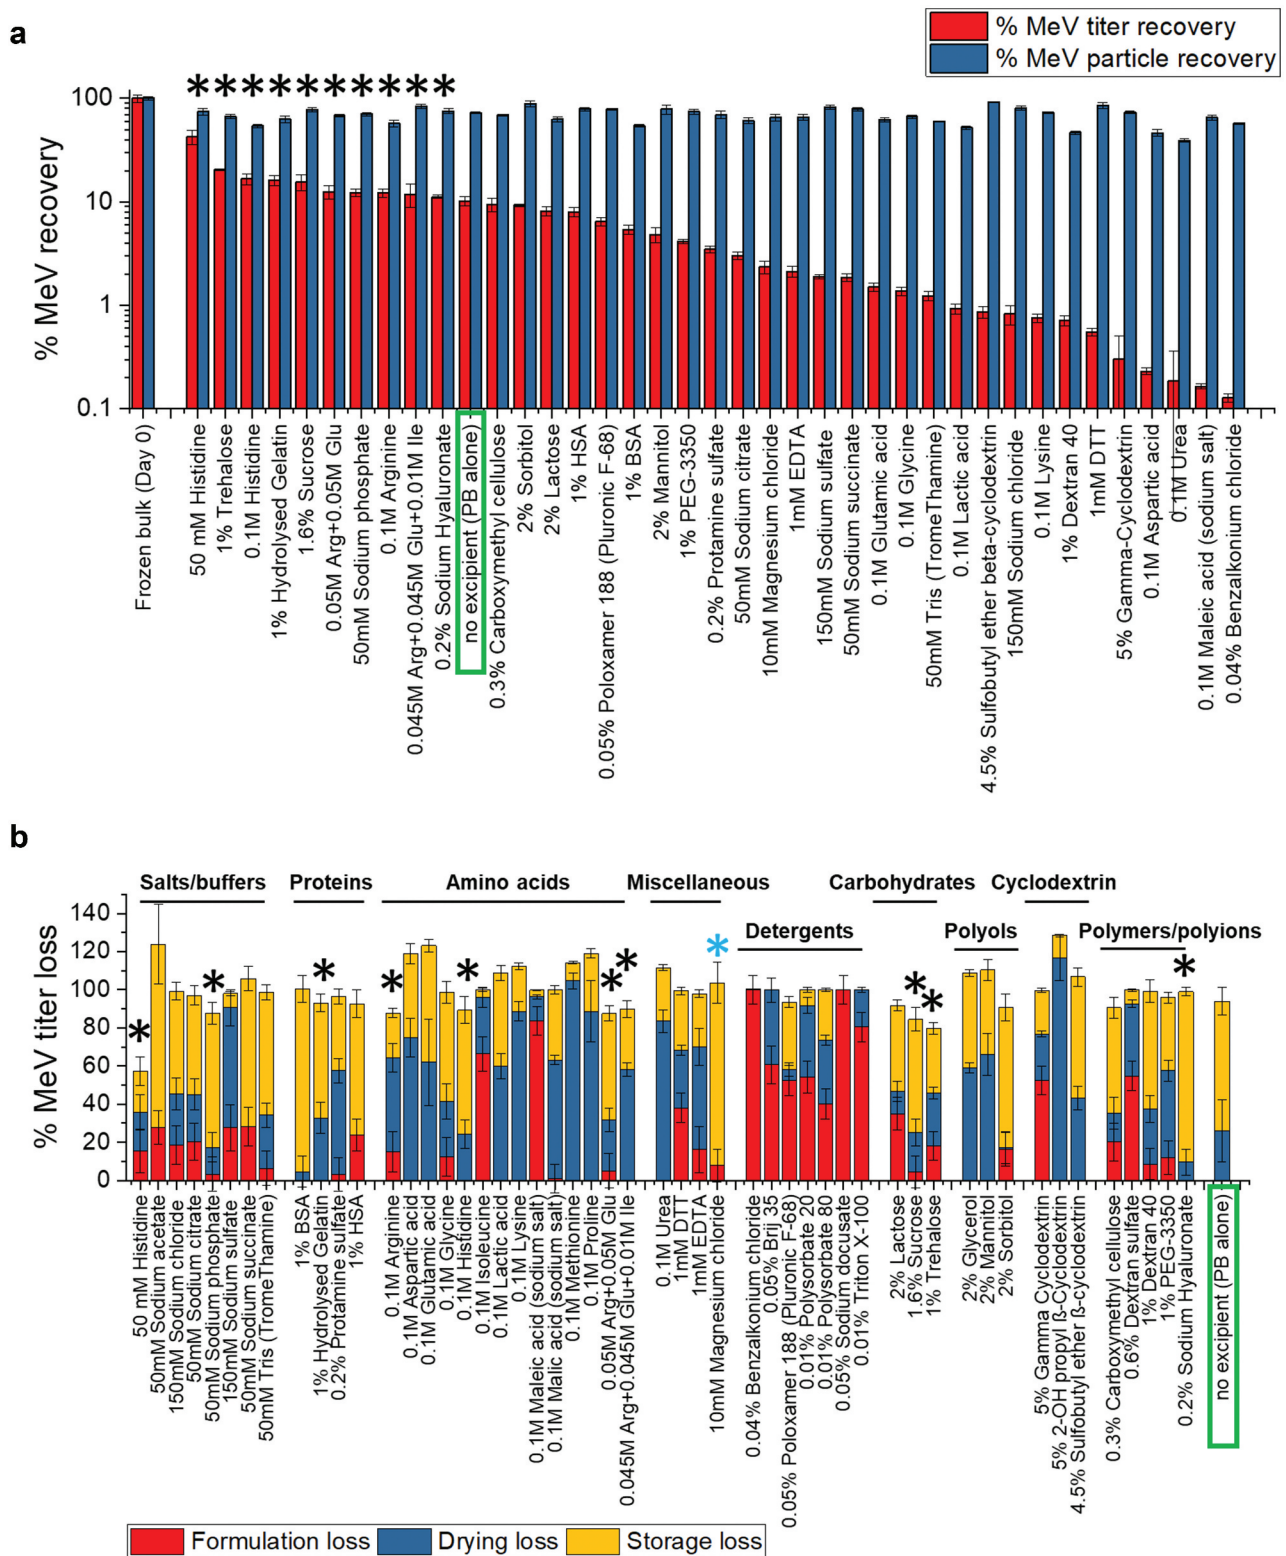 a
% MeV titer recovery
% MeV particle recovery
* * * * * * * * * *
% MeV recovery
100
10
1
0.1
Frozen bulk (Day 0)
50 mM Histidine
1% Trehalose
0.1M Histidine
1% Hydrolysed Gelatin
1.6% Sucrose
0.05M Arg+0.05M Glu
50mM Sodium phosphate
0.1M Arginine
0.045M Arg+0.045M Glu+0.01M Ile
0.2% Sodium Hyaluronate
no excipient (PB alone)
0.3% Carboxymethyl cellulose
2% Sorbitol
2% Lactose
1% HSA
0.05% Poloxamer 188 (Pluronic F-68)
1% BSA
2% Mannitol
1% PEG-3350
0.2% Protamine sulfate
50mM Sodium citrate
10mM Magnesium chloride
1mM EDTA
150mM Sodium sulfate
50mM Sodium succinate
0.1M Glutamic acid
0.1M Glycine
50mM Tris (TromeThamine)
0.1M Lactic acid
4.5% Sulfobutyl ether beta-cyclodextrin
150mM Sodium chloride
0.1M Lysine
1% Dextran 40
1mM DTT
5% Gamma-Cyclodextrin
0.1M Aspartic acid
0.1M Urea
0.1M Maleic acid (sodium salt)
0.04% Benzalkonium chloride
b
Salts/buffers
Proteins
Amino acids
Miscellaneous
Carbohydrates
Cyclodextrin
Detergents
Polyols
Polymers/polyions
% MeV titer loss
140
120
100
80
60
40
20
0
50 mM Histidine
50mM Sodium acetate
150mM Sodium chloride
50mM Sodium citrate
50mM Sodium phosphate
150mM Sodium sulfate
50mM Sodium succinate
50mM Tris (TromeThamine)
1% BSA
1% Hydrolysed Gelatin
0.2% Protamine sulfate
1% HSA
0.1M Arginine
0.1M Aspartic acid
0.1M Glutamic acid
0.1M Glycine
0.1M Histidine
0.1M Isoleucine
0.1M Lactic acid
0.1M Lysine
0.1M Maleic acid (sodium salt)
0.1M Malic acid (sodium salt)
0.1M Methionine
0.1M Proline
0.05M Arg+0.05M Glu
0.045M Arg+0.045M Glu+0.01M Ile
0.1M Urea
1mM DTT
1mM EDTA
10mM Magnesium chloride
0.04% Benzalkonium chloride
0.05% Brij 35
0.05% Poloxamer 188 (Pluronic F-68)
0.01% Polysorbate 20
0.01% Polysorbate 80
0.05% Sodium docusate
0.01% Triton X-100
2% Lactose
1.6% Sucrose
1% Trehalose
2% Glycerol
2% Mannitol
2% Sorbitol
5% Gamma Cyclodextrin
5% 2-OH propyl ß-Cyclodextrin
4.5% Sulfobutyl ether ß-cyclodextrin
0.3% Carboxymethyl cellulose
0.6% Dextran sulfate
1% Dextran 40
1% PEG-3350
0.2% Sodium Hyaluronate
no excipient (PB alone)
Formulation loss
Drying loss
Storage loss